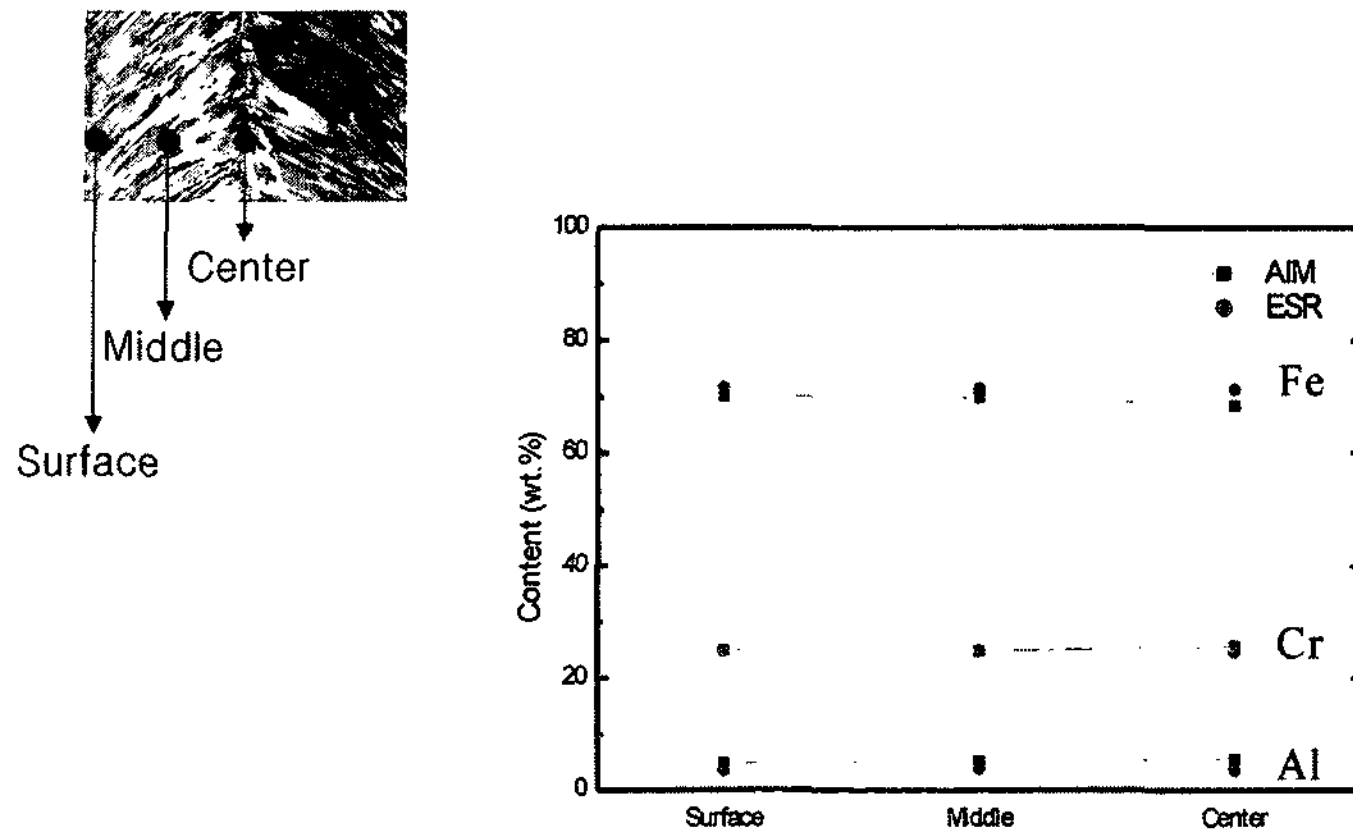 Center
Middle
Surface
100
80
60
40
20
0
Content (wt.%)
AIM
ESR
Fe
Cr
Al
Surface
Middle
Center